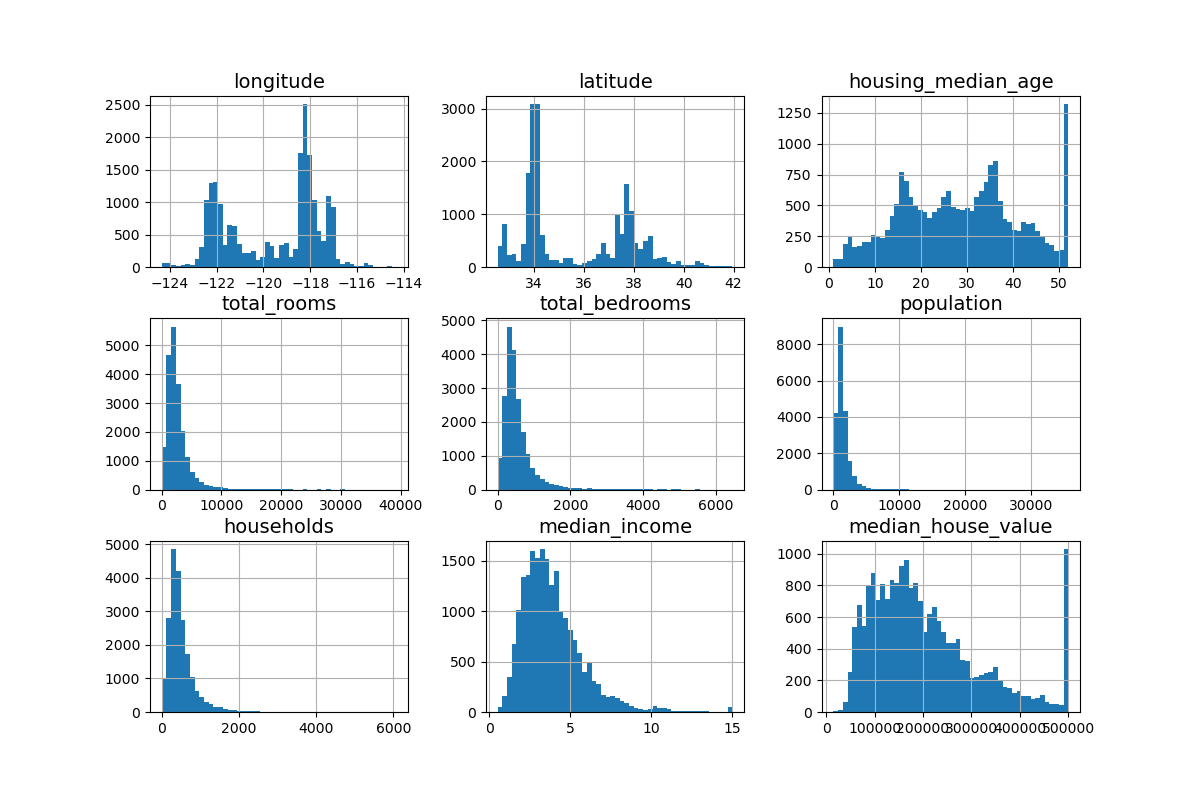 longitude
2500
2000
1500
1000
500
0
−124 −122 −120 −118 −116 −114
latitude
3000
2000
1000
0
34 36 38 40 42
housing_median_age
1250
1000
750
500
250
0
0 10 20 30 40 50
total_rooms
5000
4000
3000
2000
1000
0
0 10000 20000 30000 40000
total_bedrooms
5000
4000
3000
2000
1000
0
0 2000 4000 6000
population
8000
6000
4000
2000
0
0 10000 20000 30000
households
5000
4000
3000
2000
1000
0
0 2000 4000 6000
median_income
1500
1000
500
0
0 5 10 15
median_house_value
1000
800
600
400
200
0
0 100000 200000 300000 400000 500000